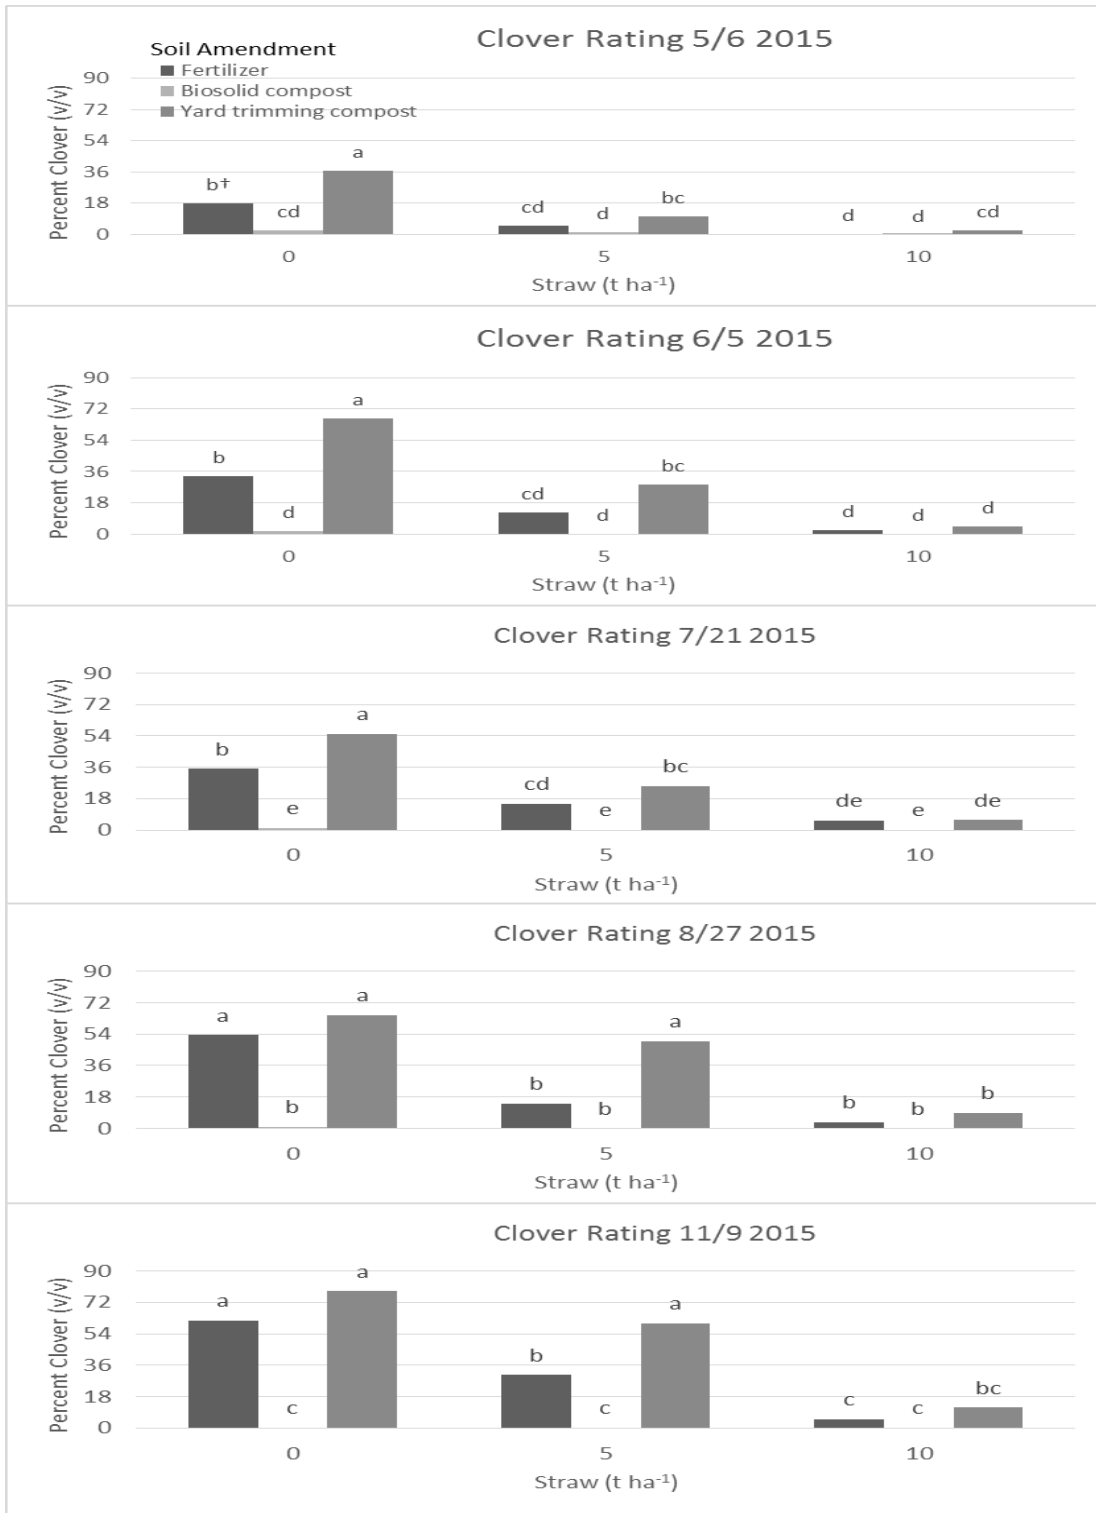 Clover Rating 5/6 2015
Soil Amendment
Fertilizer
Biosolid compost
Yard trimming compost
Percent Clover (v/v)
90
72
54
36
18
0
b†
cd
a
cd
d
bc
d
d
cd
0
5
10
Straw (t ha⁻¹)
Clover Rating 6/5 2015
Percent Clover (v/v)
90
72
54
36
18
0
b
d
a
cd
d
bc
d
d
d
0
5
10
Straw (t ha⁻¹)
Clover Rating 7/21 2015
Percent Clover (v/v)
90
72
54
36
18
0
b
e
a
cd
e
bc
de
e
de
0
5
10
Straw (t ha⁻¹)
Clover Rating 8/27 2015
Percent Clover (v/v)
90
72
54
36
18
0
a
b
a
b
b
a
b
b
b
0
5
10
Straw (t ha⁻¹)
Clover Rating 11/9 2015
Percent Clover (v/v)
90
72
54
36
18
0
a
c
a
b
c
a
c
c
bc
0
5
10
Straw (t ha⁻¹)